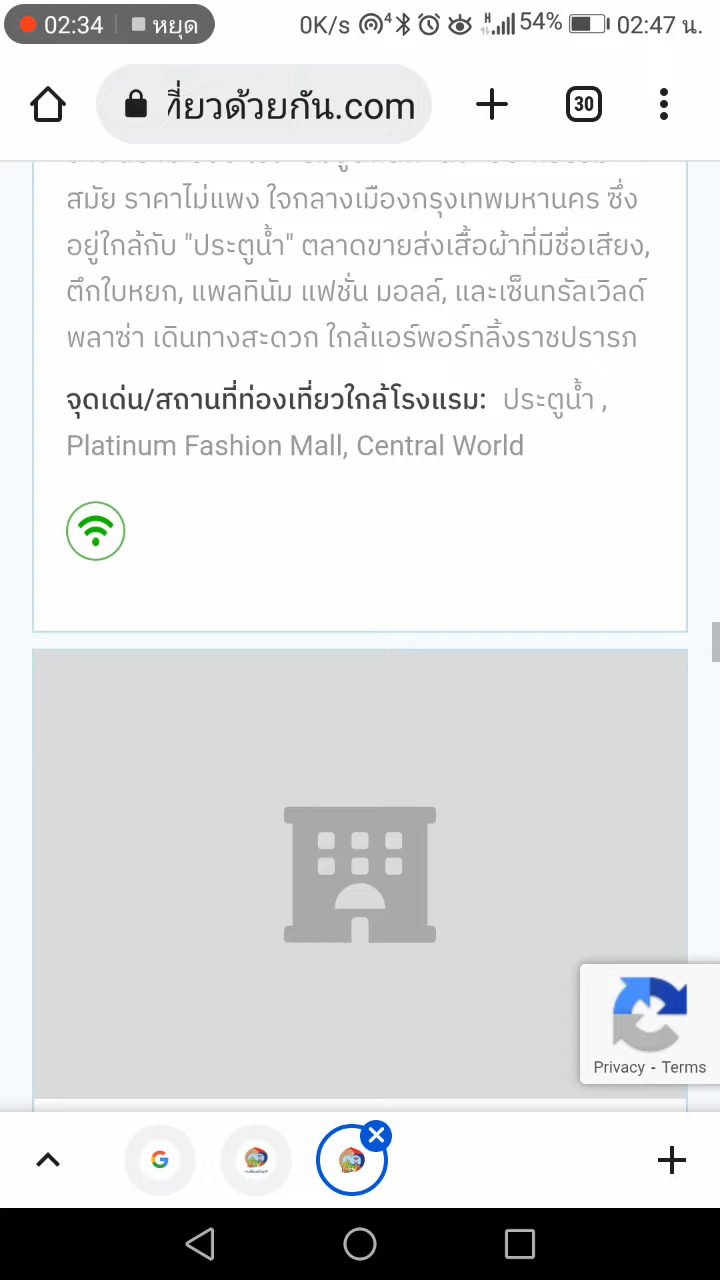 02:34 หยุด 0K/s 4 H 54% 02:47 น.
ที่ยวด้วยกัน.com 30
สมัย ราคาไม่แพง ใจกลางเมืองกรุงเทพมหานคร ซึ่ง
อยู่ใกล้กับ "ประตูน้ำ" ตลาดขายส่งเสื้อผ้าที่มีชื่อเสียง,
ตึกใบหยก, แพลทินัม แฟชั่น มอลล์, และเซ็นทรัลเวิลด์
พลาซ่า เดินทางสะดวก ใกล้แอร์พอร์ทลิ้งราชปรารภ
จุดเด่น/สถานที่ท่องเที่ยวใกล้โรงแรม: ประตูน้ำ ,
Platinum Fashion Mall, Central World
Privacy - Terms